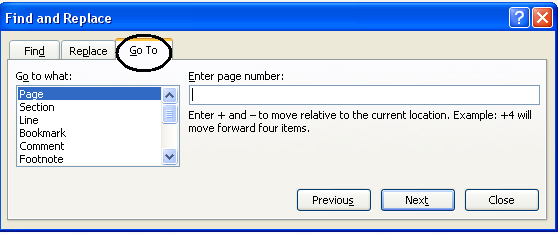 Find and Replace
Find
Replace
Go To
Go to what:
Page
Section
Line
Bookmark
Comment
Footnote
Enter page number:
Enter + and – to move relative to the current location. Example: +4 will
move forward four items.
Previous
Next
Close